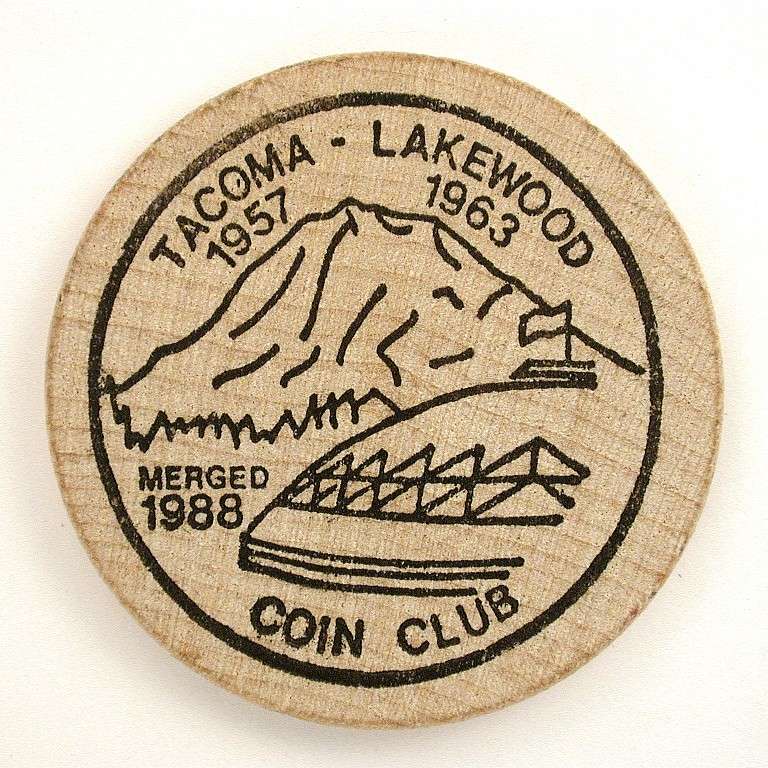 TACOMA - LAKEWOOD
1957 1963
MERGED
1988
COIN CLUB